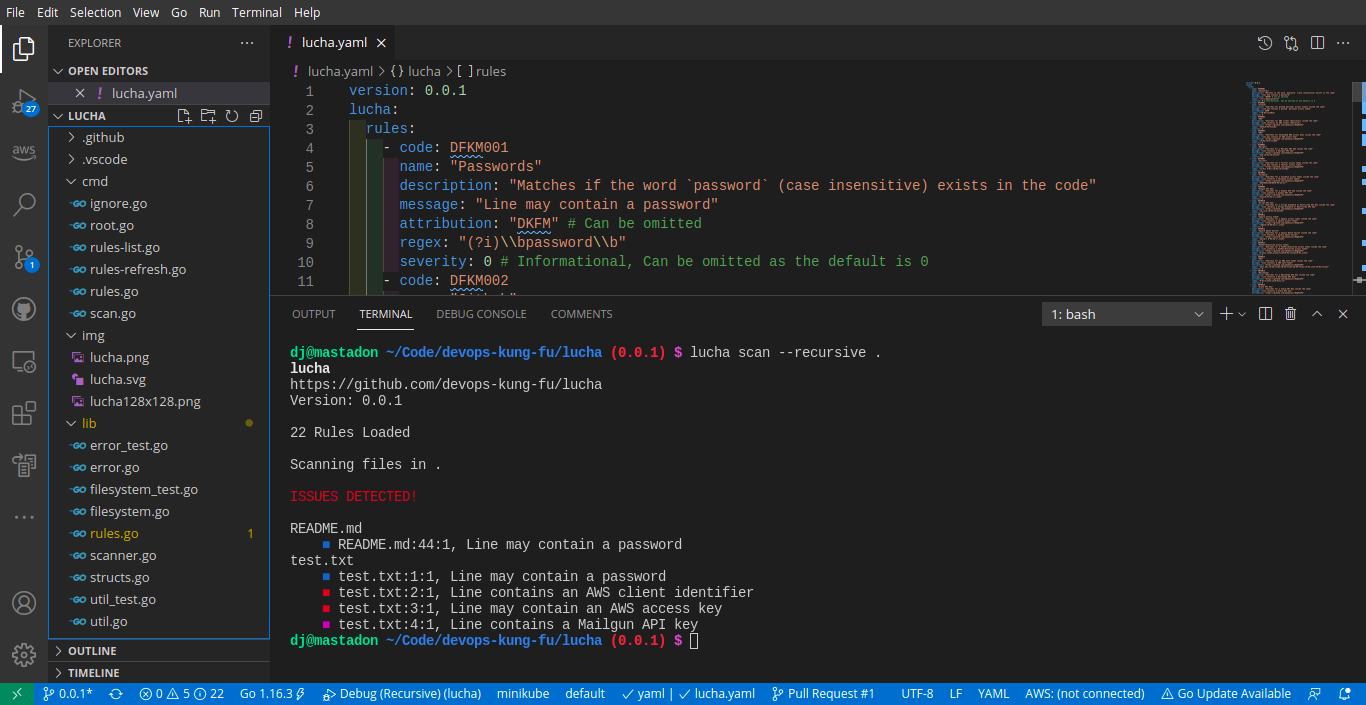 File Edit Selection View Go Run Terminal Help
EXPLORER
OPEN EDITORS
lucha.yaml
LUCHA
.github
.vscode
cmd
ignore.go
root.go
rules-list.go
rules-refresh.go
rules.go
scan.go
img
lucha.png
lucha.svg
lucha128x128.png
lib
error_test.go
error.go
filesystem_test.go
filesystem.go
rules.go 1
scanner.go
structs.go
util_test.go
util.go
OUTLINE
TIMELINE
27
aws
1
! lucha.yaml
! lucha.yaml > {} lucha > [ ] rules
1 version: 0.0.1
2 lucha:
3 rules:
4 - code: DFKM001
5 name: "Passwords"
6 description: "Matches if the word `password` (case insensitive) exists in the code"
7 message: "Line may contain a password"
8 attribution: "DKFM" # Can be omitted
9 regex: "(?i)\\bpassword\\b"
10 severity: 0 # Informational, Can be omitted as the default is 0
11 - code: DFKM002
OUTPUT TERMINAL DEBUG CONSOLE COMMENTS
1: bash
dj@mastadon ~/Code/devops-kung-fu/lucha (0.0.1) $ lucha scan --recursive .
lucha
https://github.com/devops-kung-fu/lucha
Version: 0.0.1
22 Rules Loaded
Scanning files in .
ISSUES DETECTED!
README.md
README.md:44:1, Line may contain a password
test.txt
test.txt:1:1, Line may contain a password
test.txt:2:1, Line contains an AWS client identifier
test.txt:3:1, Line may contain an AWS access key
test.txt:4:1, Line contains a Mailgun API key
dj@mastadon ~/Code/devops-kung-fu/lucha (0.0.1) $
0.0.1* 0 5 22 Go 1.16.3 Debug (Recursive) (lucha) minikube default ✓ yaml | ✓ lucha.yaml Pull Request #1 UTF-8 LF YAML AWS: (not connected) Go Update Available